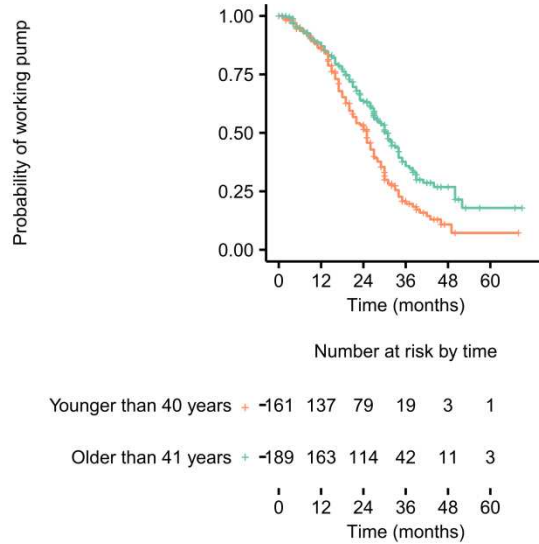 Probability of working pump
1.00
0.75
0.50
0.25
0.00
0 12 24 36 48 60
Time (months)
Number at risk by time
Younger than 40 years 161 137 79 19 3 1
Older than 41 years 189 163 114 42 11 3
0 12 24 36 48 60
Time (months)